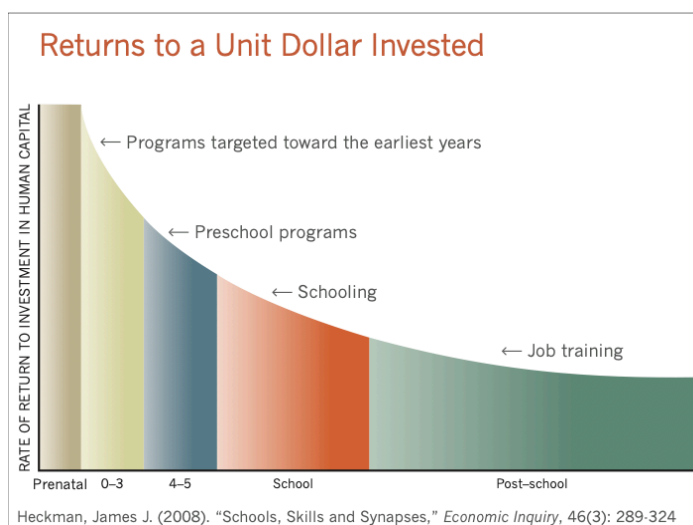 Returns to a Unit Dollar Invested
RATE OF RETURN TO INVESTMENT IN HUMAN CAPITAL
← Programs targeted toward the earliest years
← Preschool programs
← Schooling
← Job training
Prenatal 0–3 4–5 School Post–school
Heckman, James J. (2008). “Schools, Skills and Synapses,” Economic Inquiry, 46(3): 289-324